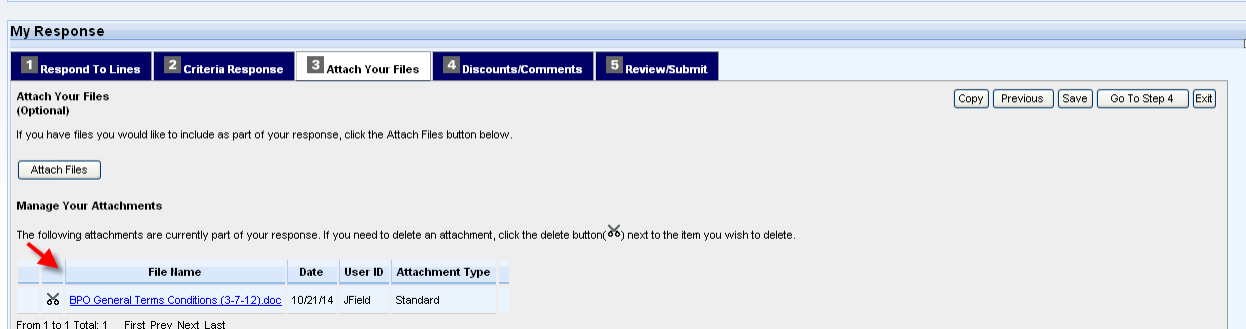 My Response
1 Respond To Lines 2 Criteria Response 3 Attach Your Files 4 Discounts/Comments 5 Review/Submit
Attach Your Files
(Optional)
Copy Previous Save Go To Step 4 Exit
If you have files you would like to include as part of your response, click the Attach Files button below.
Attach Files
Manage Your Attachments
The following attachments are currently part of your response. If you need to delete an attachment, click the delete button( ) next to the item you wish to delete.
File Name Date User ID Attachment Type
BPO General Terms Conditions (3-7-12).doc 10/21/14 JField Standard
From 1 to 1 Total: 1 First Prev Next Last